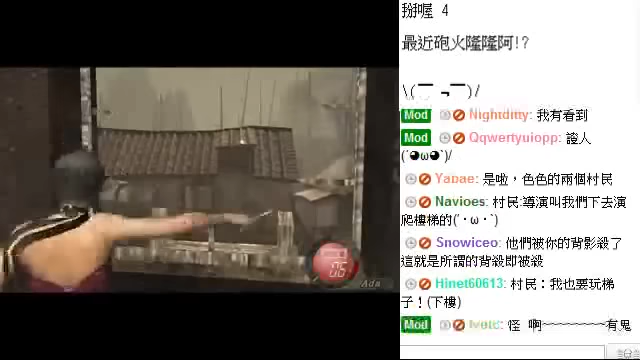 掰喔 4
最近砲火隆隆阿!?
\(￣ ¬￣)/
Mod Nightditty: 我有看到
Mod Qqwertyuiopp: 證人
(´◕ω◕`)/
Yabae: 是啦，色色的兩個村民
Navioes: 村民:導演叫我們下去演
爬樓梯的(´・ω・`)
Snowiceo: 他們被你的背影殺了
這就是所謂的背殺即被殺
Hinet60613: 村民：我也要玩梯
子！(下樓)
Mod 怪 啊~~~~~~~~有鬼
06
Ada